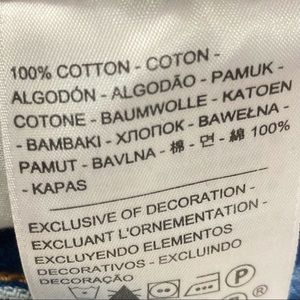 100% COTTON - COTON -
ALGODÓN - ALGODÃO - PAMUK -
COTONE - BAUMWOLLE - KATOEN
- BAMBAKI - ХЛОПОК - BAWEŁNA -
PAMUT - BAVLNA - 棉 - 면 - 綿 100%
- KAPAS
EXCLUSIVE OF DECORATION -
EXCLUANT L'ORNEMENTATION -
EXCLUYENDO ELEMENTOS
DECORATIVOS - EXCLUINDO
DECORAÇÃO
P